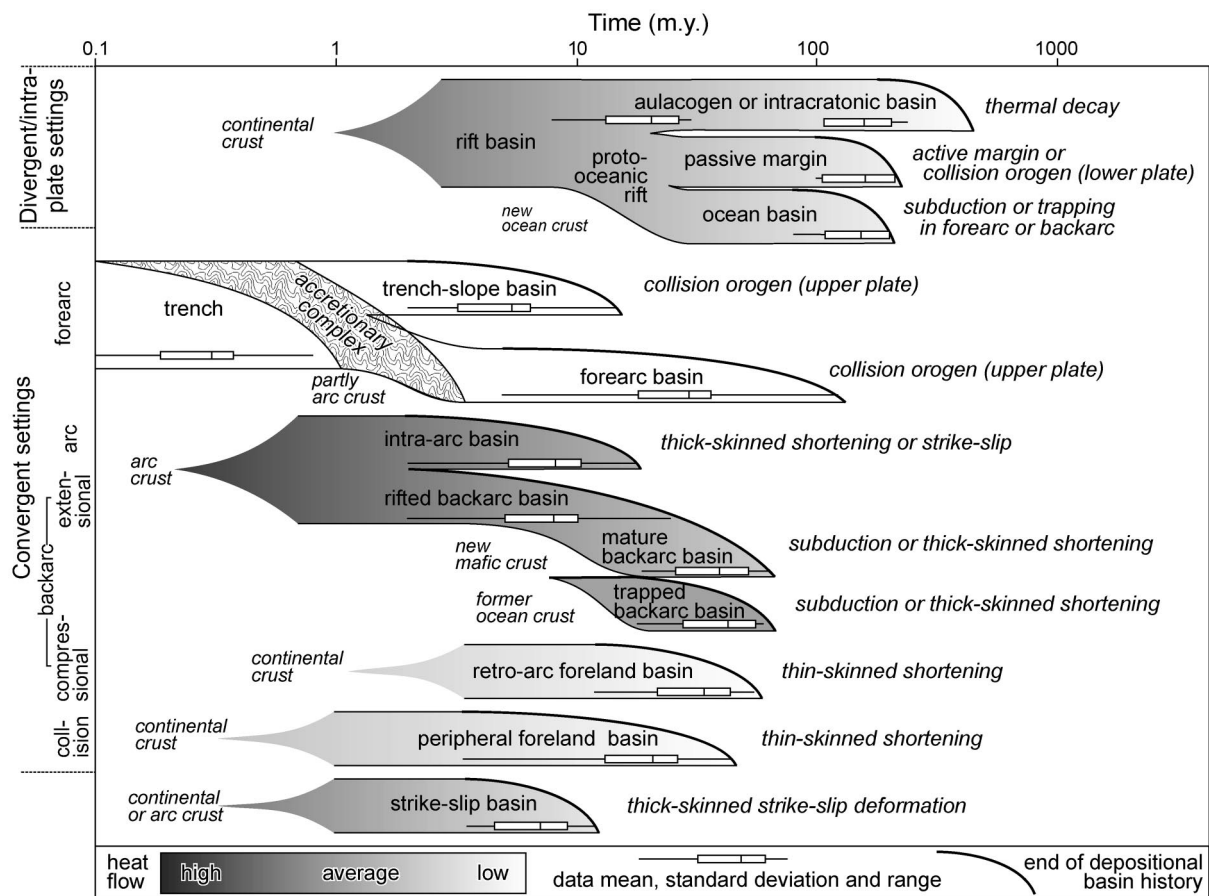 Time (m.y.)
0.1 1 10 100 1000
Divergent/intra-
plate settings
continental
crust
rift basin
aulacogen or intracratonic basin
thermal decay
proto-
oceanic
rift
passive margin
active margin or
collision orogen (lower plate)
new
ocean crust
ocean basin
subduction or trapping
in forearc or backarc
Convergent settings
forearc
trench
accretionary
complex
trench-slope basin
collision orogen (upper plate)
partly
arc crust
forearc basin
collision orogen (upper plate)
arc
arc
crust
intra-arc basin
thick-skinned shortening or strike-slip
backarc
exten-
sional
rifted backarc basin
new
mafic crust
mature
backarc basin
subduction or thick-skinned shortening
former
ocean crust
trapped
backarc basin
subduction or thick-skinned shortening
compres-
sional
continental
crust
retro-arc foreland basin
thin-skinned shortening
coll-
ision
continental
crust
peripheral foreland basin
thin-skinned shortening
continental
or arc crust
strike-slip basin
thick-skinned strike-slip deformation
heat
flow
high average low
data mean, standard deviation and range
end of depositional
basin history